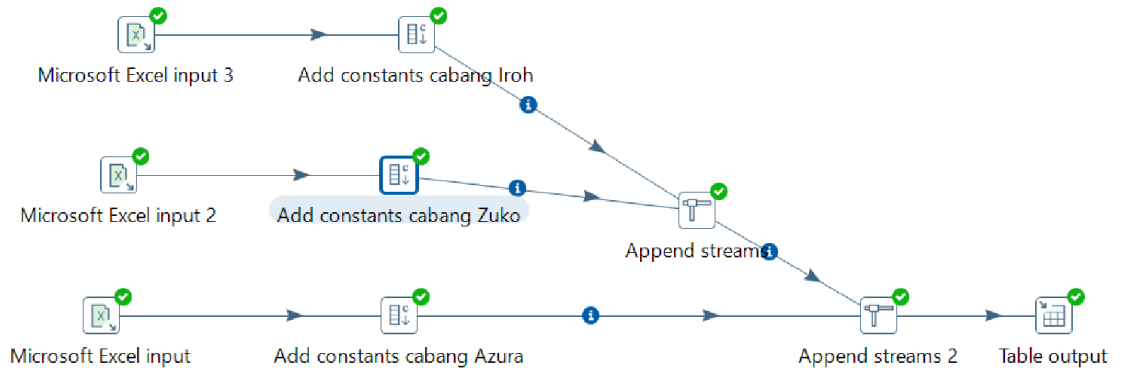 Microsoft Excel input 3
Add constants cabang Iroh
Microsoft Excel input 2
Add constants cabang Zuko
Append streams
Microsoft Excel input
Add constants cabang Azura
Append streams 2
Table output